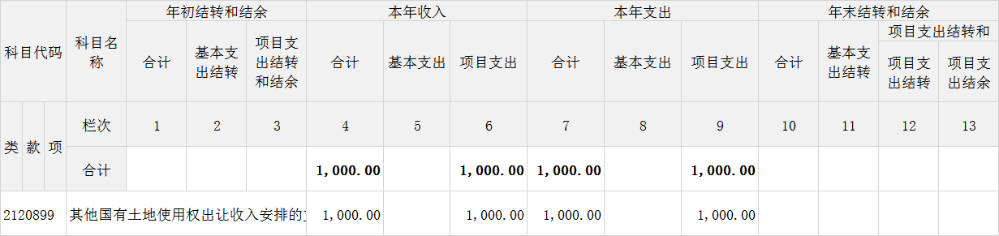 科目代码 科目名称 年初结转和结余 本年收入 本年支出 年末结转和结余
合计 基本支出结转 项目支出结转和结余 合计 基本支出 项目支出 合计 基本支出 项目支出 合计 基本支出结转 项目支出结转和
项目支出结转 项目支出结余
类 款 项 栏次 1 2 3 4 5 6 7 8 9 10 11 12 13
合计 1,000.00 1,000.00 1,000.00 1,000.00
2120899 其他国有土地使用权出让收入安排的 1,000.00 1,000.00 1,000.00 1,000.00